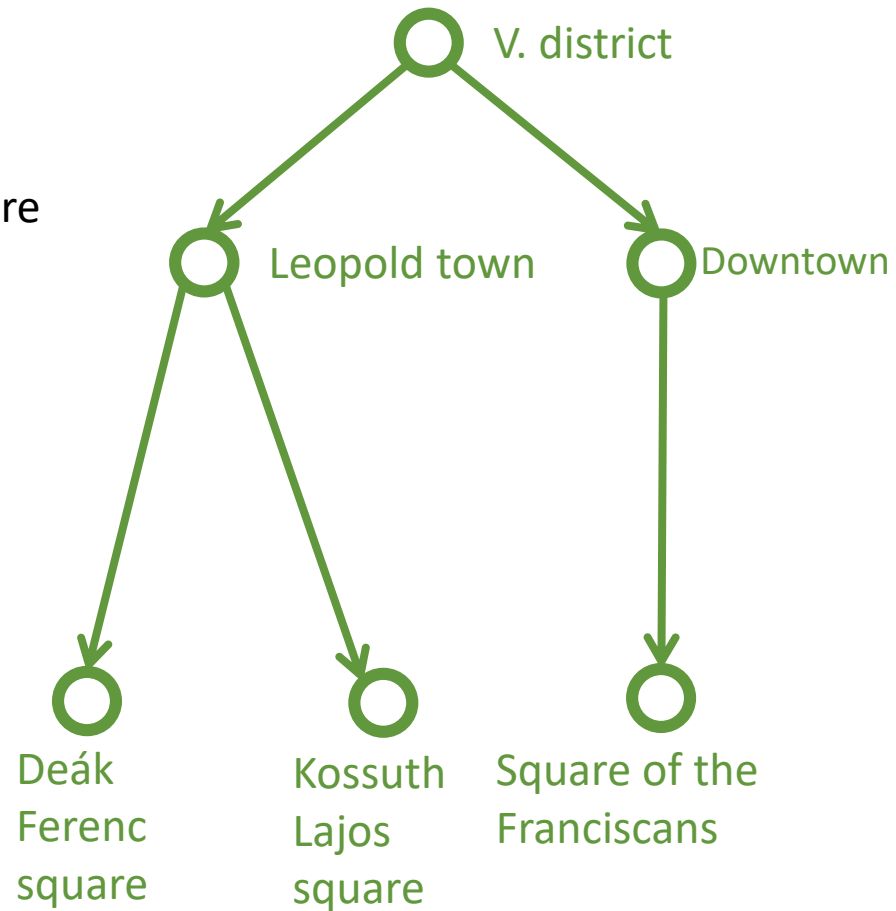 V. district
re
Leopold town
Downtown
Deák
Ferenc
square
Kossuth
Lajos
square
Square of the
Franciscans